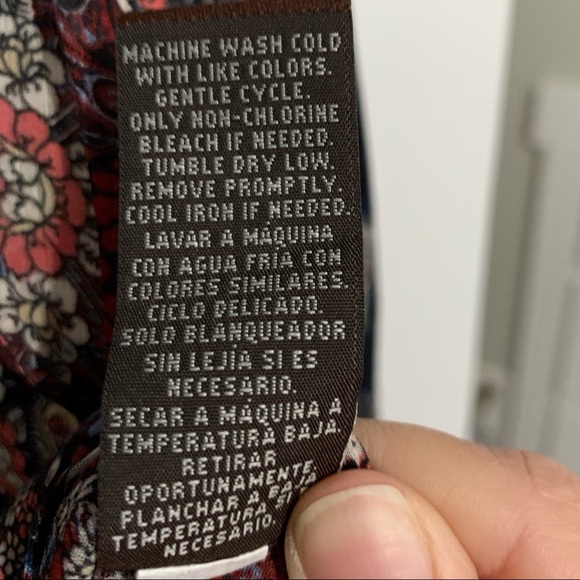 MACHINE WASH COLD
WITH LIKE COLORS.
GENTLE CYCLE.
ONLY NON-CHLORINE
BLEACH IF NEEDED.
TUMBLE DRY LOW.
REMOVE PROMPTLY.
COOL IRON IF NEEDED.
LAVAR A MÁQUINA
CON AGUA FRÍA CON
COLORES SIMILARES.
CICLO DELICADO.
SOLO BLANQUEADOR
SIN LEJÍA SI ES
NECESARIO.
SECAR A MÁQUINA A
TEMPERATURA BAJA.
RETIRAR
OPORTUNAMENTE.
PLANCHAR A BAJA
TEMPERATURA SI ES
NECESARIO.